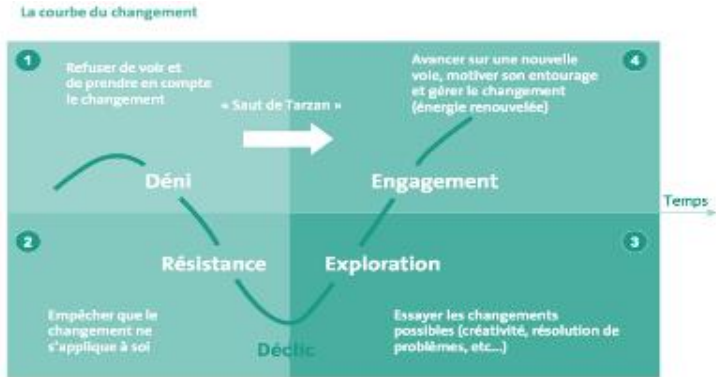 La courbe du changement
1
Refuser de voir et
de prendre en compte
le changement
« Saut de Tarzan »
Avancer sur une nouvelle
voie, motiver son entourage
et gérer le changement
(énergie renouvelée)
4
Déni
Engagement
Temps
2
3
Résistance
Exploration
Empêcher que le
changement ne
s'applique à soi
Déclic
Essayer les changements
possibles (créativité, résolution de
problèmes, etc...)